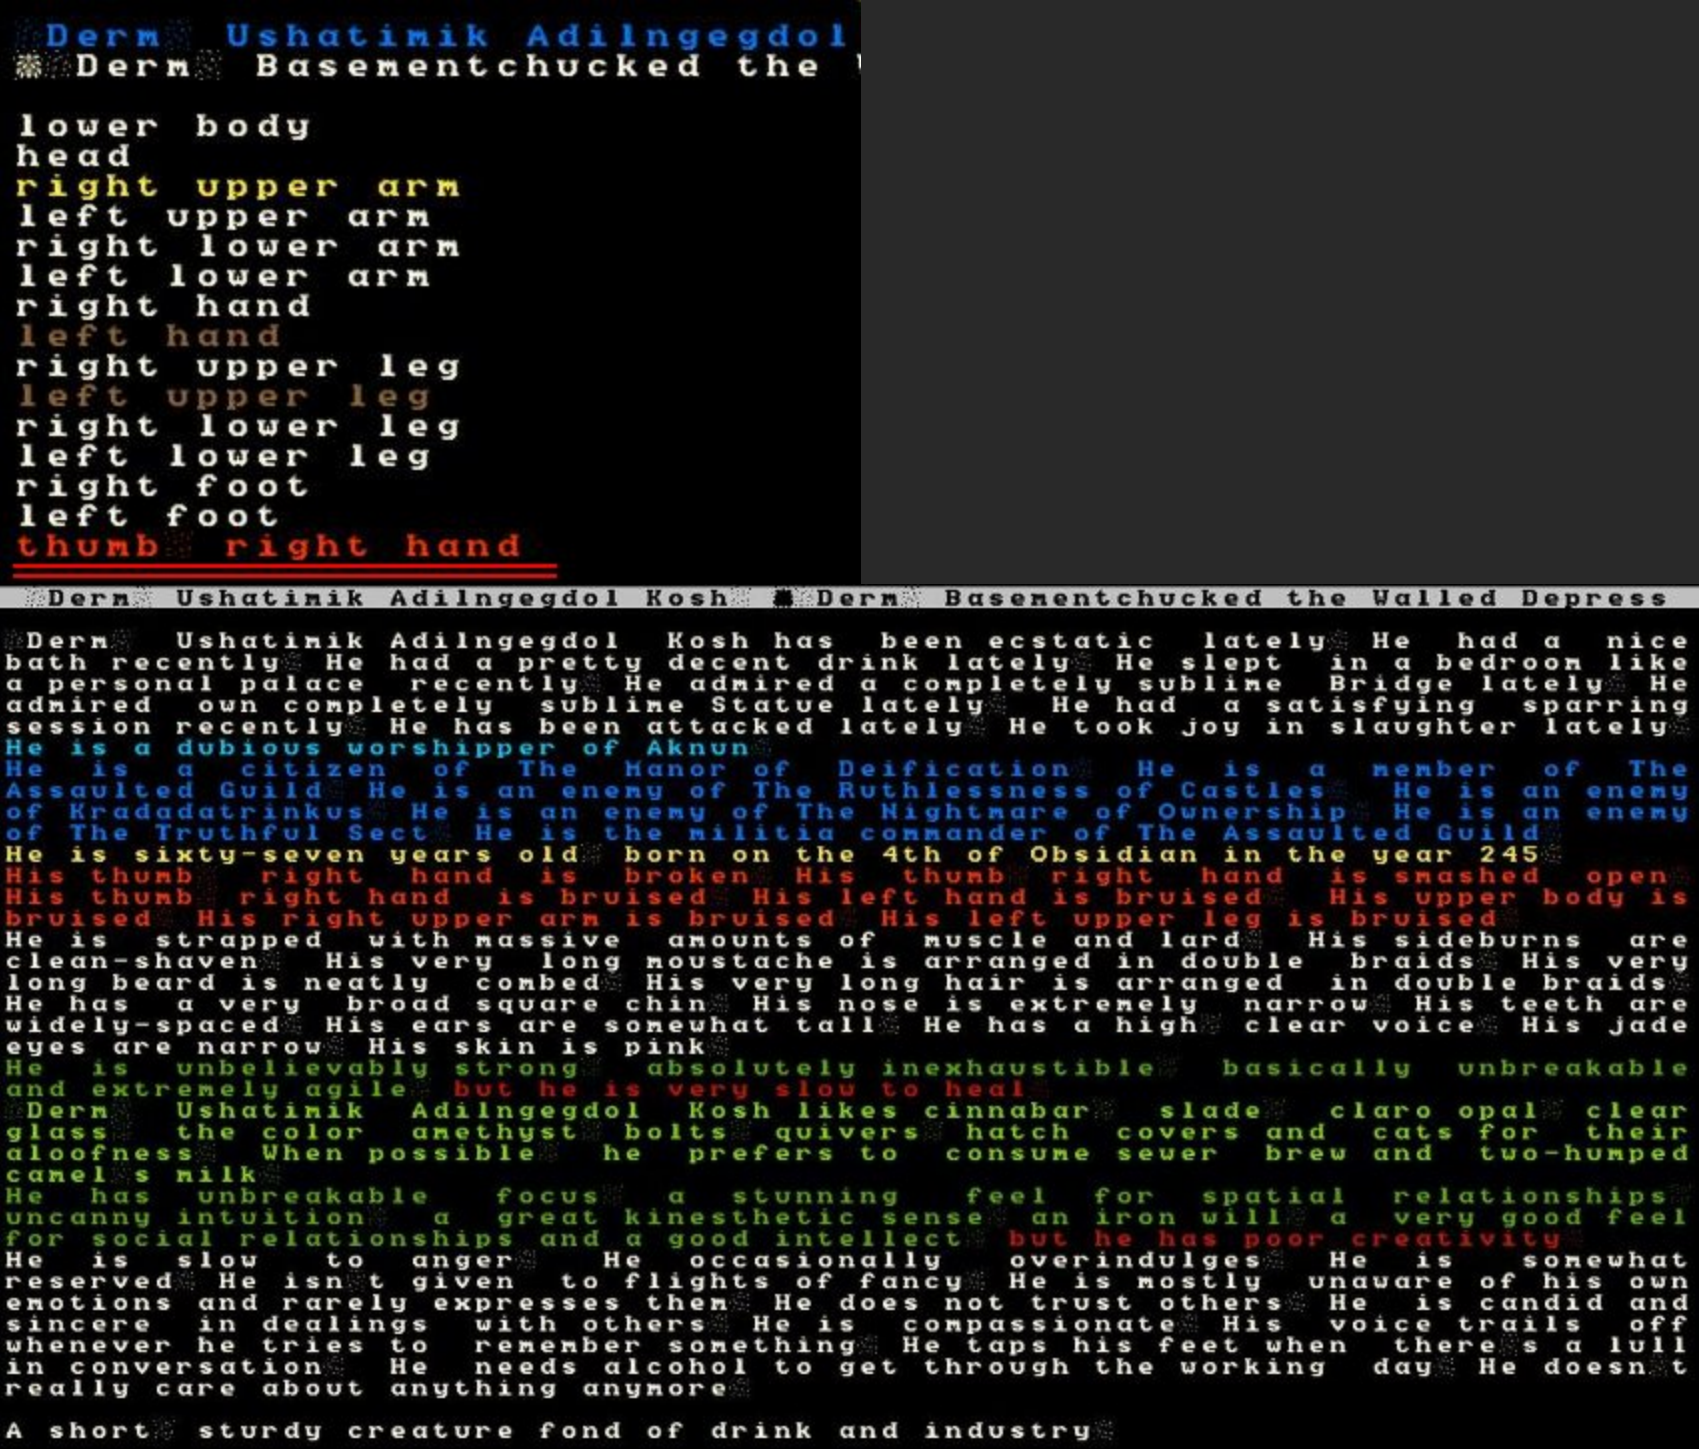 Derm Ushatimik Adilngegdol
Derm Basementchucked the
lower body
head
right upper arm
left upper arm
right lower arm
left lower arm
right hand
left hand
right upper leg
left upper leg
right lower leg
left lower leg
right foot
left foot
thumb right hand
Derm Ushatimik Adilngegdol Kosh Derm Basementchucked the Walled Depress
Derm Ushatimik Adilngegdol Kosh has been ecstatic lately He had a nice
bath recently He had a pretty decent drink lately He slept in a bedroom like
a personal palace recently He admired a completely sublime Bridge lately He
admired own completely sublime Statue lately He had a satisfying sparring
session recently He has been attacked lately He took joy in slaughter lately
He is a dubious worshipper of Aknun
He is a citizen of The Manor of Deification He is a member of The
Assaulted Guild He is an enemy of The Ruthlessness of Castles He is an enemy
of Kradadatrinkus He is an enemy of The Nightmare of Ownership He is an enemy
of The Truthful Sect He is the militia commander of The Assaulted Guild
He is sixty-seven years old born on the 4th of Obsidian in the year 245
His thumb right hand is broken His thumb right hand is smashed open
His thumb right hand is bruised His left hand is bruised His upper body is
bruised His right upper arm is bruised His left upper leg is bruised
He is strapped with massive amounts of muscle and lard His sideburns are
clean-shaven His very long moustache is arranged in double braids His very
long beard is neatly combed His very long hair is arranged in double braids
He has a very broad square chin His nose is extremely narrow His teeth are
widely-spaced His ears are somewhat tall He has a high clear voice His jade
eyes are narrow His skin is pink
He is unbelievably strong absolutely inexhaustible basically unbreakable
and extremely agile but he is very slow to heal
Derm Ushatimik Adilngegdol Kosh likes cinnabar slade claro opal clear
glass the color amethyst bolts quivers hatch covers and cats for their
aloofness When possible he prefers to consume sewer brew and two-humped
camel s milk
He has unbreakable focus a stunning feel for spatial relationships
uncanny intuition a great kinesthetic sense an iron will a very good feel
for social relationships and a good intellect but he has poor creativity
He is slow to anger He occasionally overindulges He is somewhat
reserved He isn t given to flights of fancy He is mostly unaware of his own
emotions and rarely expresses them He does not trust others He is candid and
sincere in dealings with others He is compassionate His voice trails off
whenever he tries to remember something He taps his feet when there s a lull
in conversation He needs alcohol to get through the working day He doesn t
really care about anything anymore
A short sturdy creature fond of drink and industry